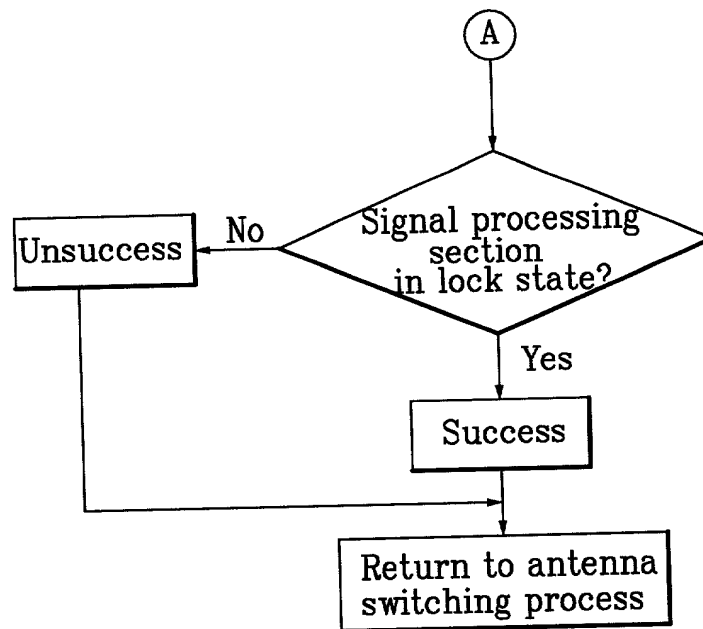 A
Signal processing
section
in lock state?
No
Unsuccess
Yes
Success
Return to antenna
switching process